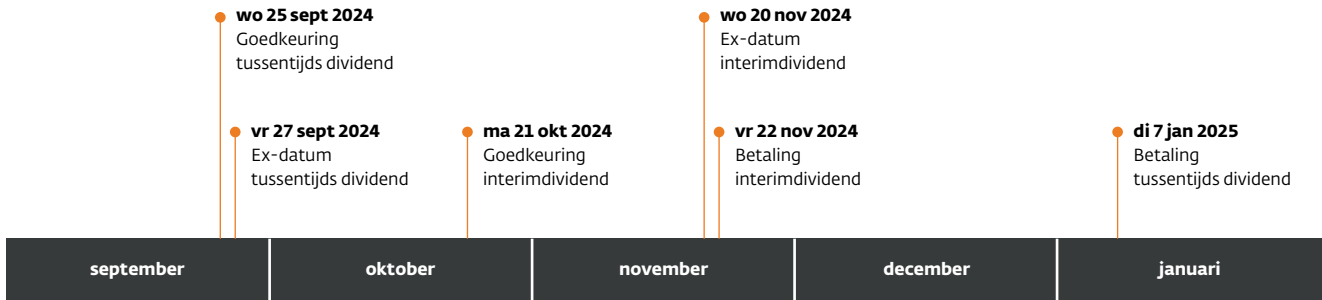 wo 25 sept 2024
Goedkeuring
tussentijds dividend
vr 27 sept 2024
Ex-datum
tussentijds dividend
ma 21 okt 2024
Goedkeuring
interimdividend
wo 20 nov 2024
Ex-datum
interimdividend
vr 22 nov 2024
Betaling
interimdividend
di 7 jan 2025
Betaling
tussentijds dividend
september
oktober
november
december
januari